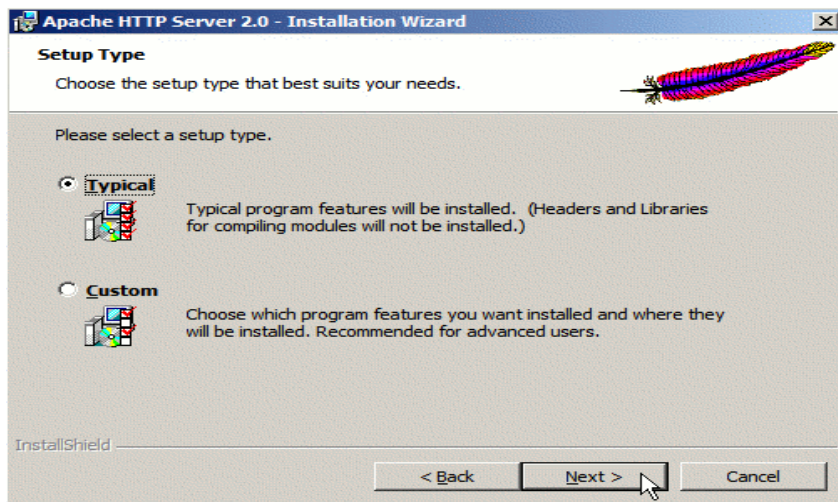 Apache HTTP Server 2.0 - Installation Wizard
Setup Type
Choose the setup type that best suits your needs.
Please select a setup type.
Typical
Typical program features will be installed. (Headers and Libraries
for compiling modules will not be installed.)
Custom
Choose which program features you want installed and where they
will be installed. Recommended for advanced users.
InstallShield
< Back
Next >
Cancel